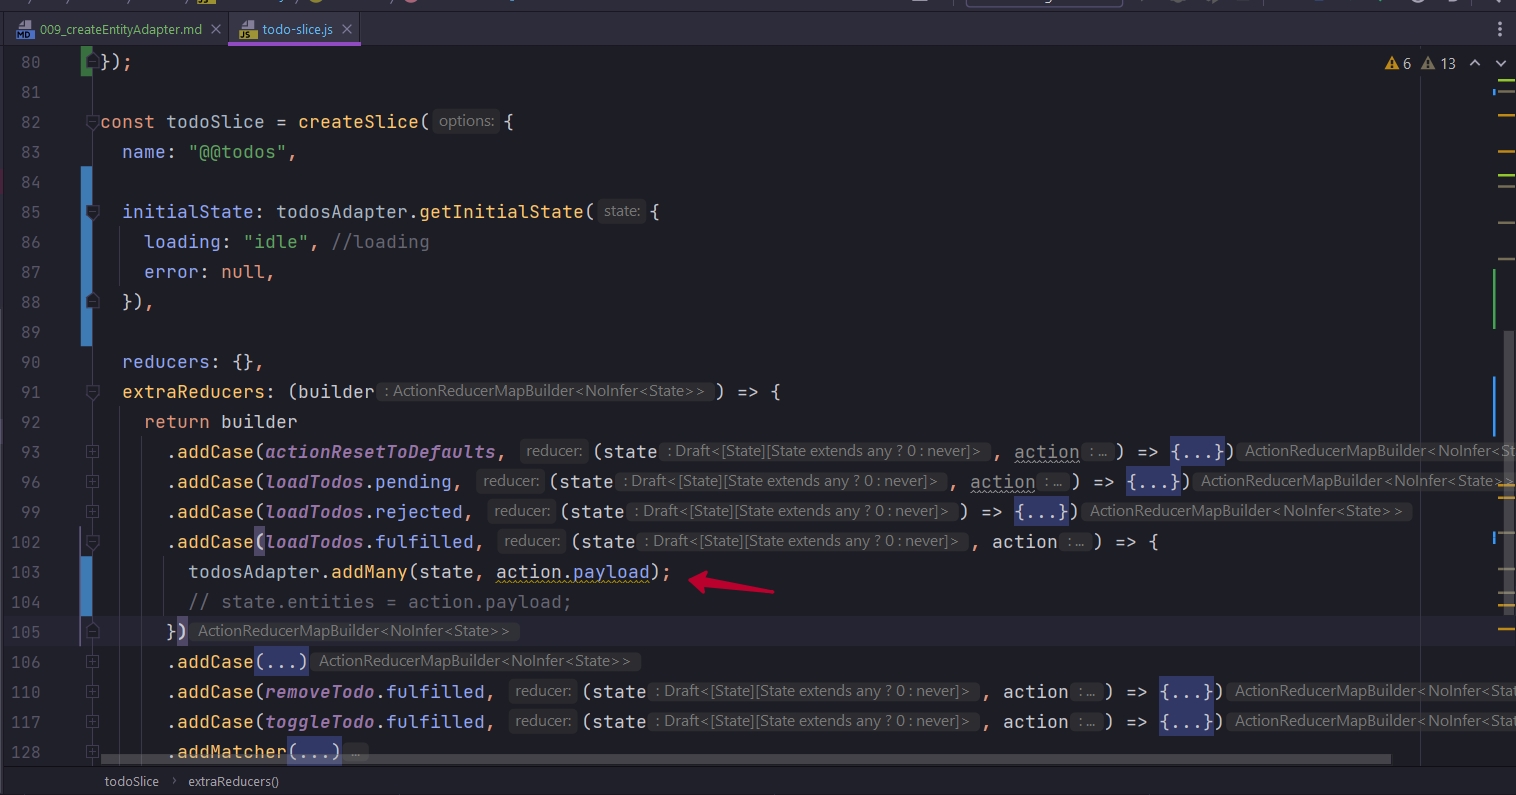 009_createEntityAdapter.md
todo-slice.js
80 });
6 13
81
82 const todoSlice = createSlice( options: {
83 name: "@@todos",
84
85 initialState: todosAdapter.getInitialState( state: {
86 loading: "idle", //loading
87 error: null,
88 }),
89
90 reducers: {},
91 extraReducers: (builder : ActionReducerMapBuilder<NoInfer<State>> ) => {
92 return builder
93 .addCase(actionResetToDefaults, reducer: (state : Draft<[State][State extends any ? 0 : never]> , action : ... ) => {...}) ActionReducerMapBuilder<NoInfer<St
96 .addCase(loadTodos.pending, reducer: (state : Draft<[State][State extends any ? 0 : never]> , action : ... ) => {...}) ActionReducerMapBuilder<NoInfer<State>>
99 .addCase(loadTodos.rejected, reducer: (state : Draft<[State][State extends any ? 0 : never]> ) => {...}) ActionReducerMapBuilder<NoInfer<State>>
102 .addCase(loadTodos.fulfilled, reducer: (state : Draft<[State][State extends any ? 0 : never]> , action : ... ) => {
103 todosAdapter.addMany(state, action.payload);
104 // state.entities = action.payload;
105 }) ActionReducerMapBuilder<NoInfer<State>>
106 .addCase(...) ActionReducerMapBuilder<NoInfer<State>>
110 .addCase(removeTodo.fulfilled, reducer: (state : Draft<[State][State extends any ? 0 : never]> , action : ... ) => {...}) ActionReducerMapBuilder<NoInfer<Sta
117 .addCase(toggleTodo.fulfilled, reducer: (state : Draft<[State][State extends any ? 0 : never]> , action : ... ) => {...}) ActionReducerMapBuilder<NoInfer<Stat
128 .addMatcher(...) ...
todoSlice › extraReducers()